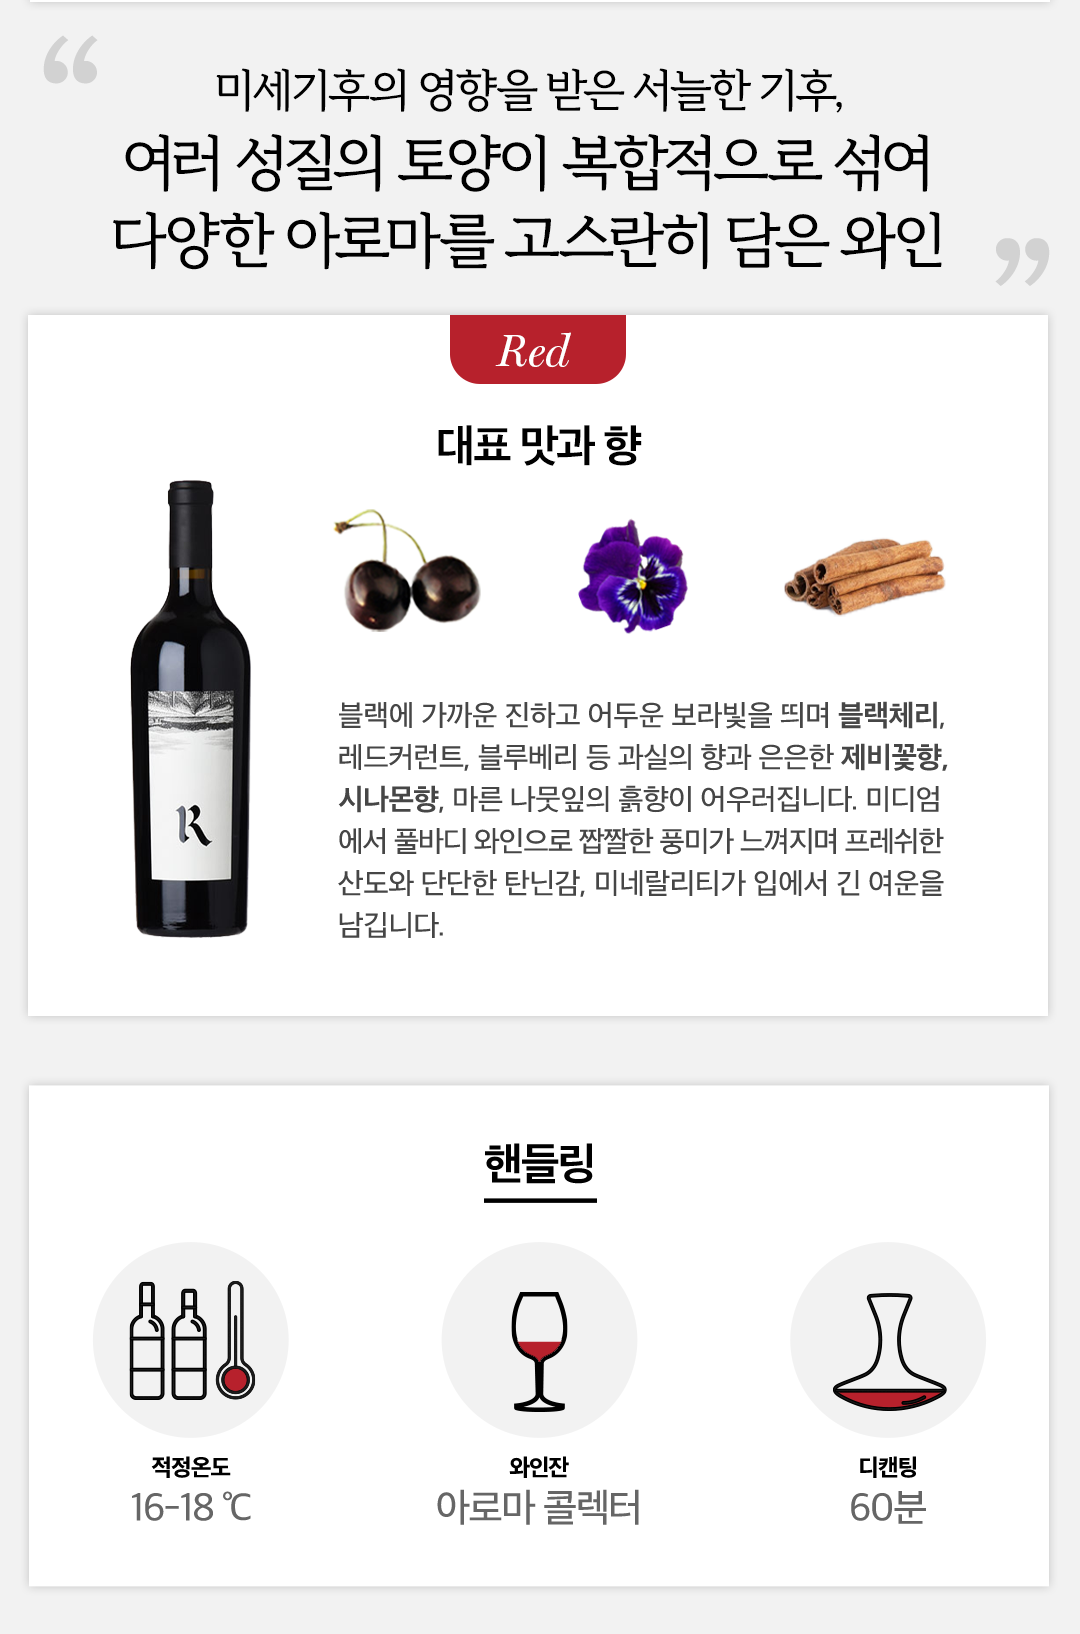 “
미세기후의 영향을 받은 서늘한 기후,
여러 성질의 토양이 복합적으로 섞여
다양한 아로마를 고스란히 담은 와인
”
Red
대표 맛과 향
R
블랙에 가까운 진하고 어두운 보라빛을 띄며 블랙체리,
레드커런트, 블루베리 등 과실의 향과 은은한 제비꽃향,
시나몬향, 마른 나뭇잎의 흙향이 어우러집니다. 미디엄
에서 풀바디 와인으로 짭짤한 풍미가 느껴지며 프레쉬한
산도와 단단한 탄닌감, 미네랄리티가 입에서 긴 여운을
남깁니다.
핸들링
적정온도
16-18 ℃
와인잔
아로마 콜렉터
디캔팅
60분